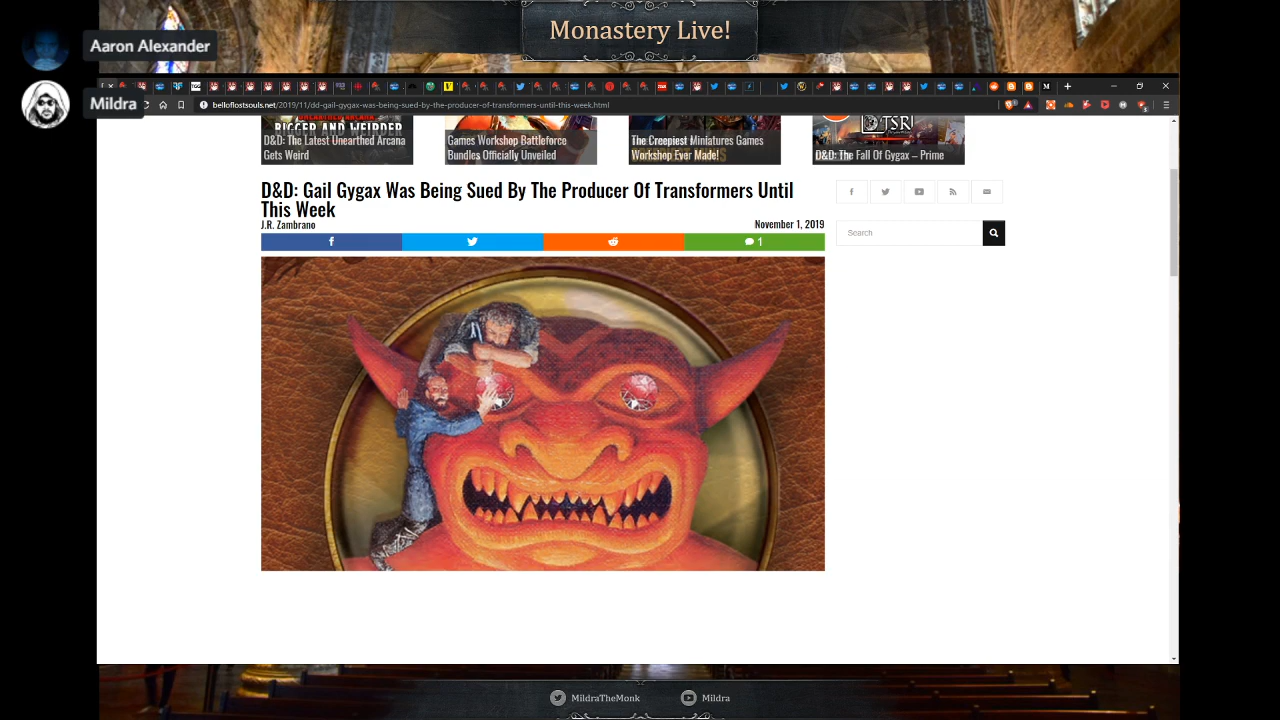 Monastery Live!
Aaron Alexander
Mildra
bellofflostsouls.net/2019/11/dd-gail-gygax-was-being-sued-by-the-producer-of-transformers-until-this-week.html
BIGGER AND WEIRDER
D&D: The Latest Unearthed Arcana
Gets Weird
Games Workshop Battleforce
Bundles Officially Unveiled
The Creepiest Miniatures Games
Workshop Ever Made!
TSR
D&D: The Fall Of Gygax – Prime
D&D: Gail Gygax Was Being Sued By The Producer Of Transformers Until
This Week
J.R. Zambrano
November 1, 2019
1
Search
MildraTheMonk
Mildra